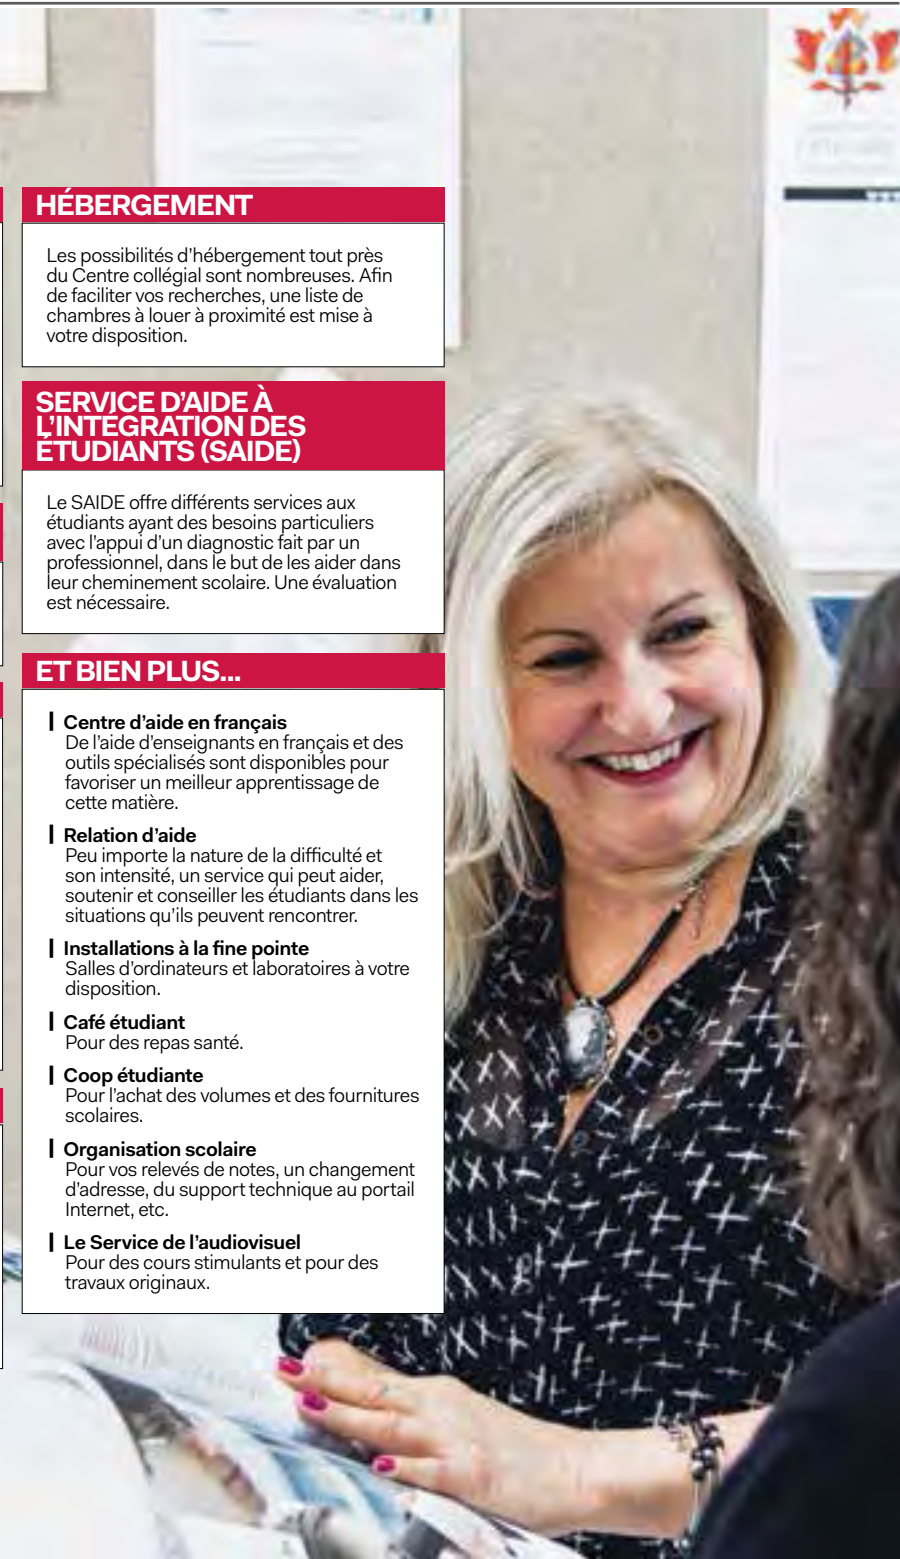 HÉBERGEMENT
Les possibilités d'hébergement tout près
du Centre collégial sont nombreuses. Afin
de faciliter vos recherches, une liste de
chambres à louer à proximité est mise à
votre disposition.
SERVICE D'AIDE À
L'INTÉGRATION DES
ÉTUDIANTS (SAIDE)
Le SAIDE offre différents services aux
étudiants ayant des besoins particuliers
avec l'appui d'un diagnostic fait par un
professionnel, dans le but de les aider dans
leur cheminement scolaire. Une évaluation
est nécessaire.
ET BIEN PLUS...
Centre d'aide en français
De l'aide d'enseignants en français et des
outils spécialisés sont disponibles pour
favoriser un meilleur apprentissage de
cette matière.
Relation d'aide
Peu importe la nature de la difficulté et
son intensité, un service qui peut aider,
soutenir et conseiller les étudiants dans les
situations qu'ils peuvent rencontrer.
Installations à la fine pointe
Salles d'ordinateurs et laboratoires à votre
disposition.
Café étudiant
Pour des repas santé.
Coop étudiante
Pour l'achat des volumes et des fournitures
scolaires.
Organisation scolaire
Pour vos relevés de notes, un changement
d'adresse, du support technique au portail
Internet, etc.
Le Service de l'audiovisuel
Pour des cours stimulants et pour des
travaux originaux.